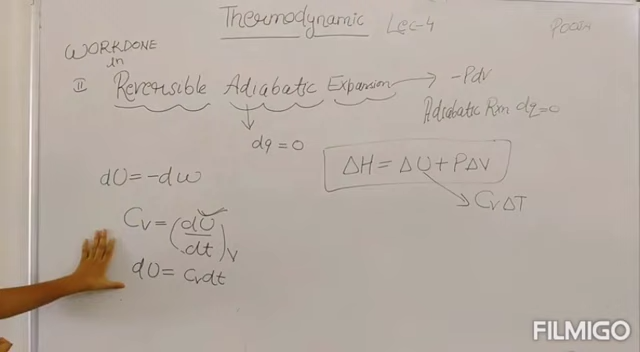 Thermodynamic Lec-4
Pooja
WORKDONE
in
II Reversible Adiabatic Expansion → -Pdv
Adiabatic Rxn dq=0
dq = 0
ΔH = ΔU + PΔV
CvΔT
dU = -dw
Cv = (dU/dt)v
dU = Cvdt
FILMIGO